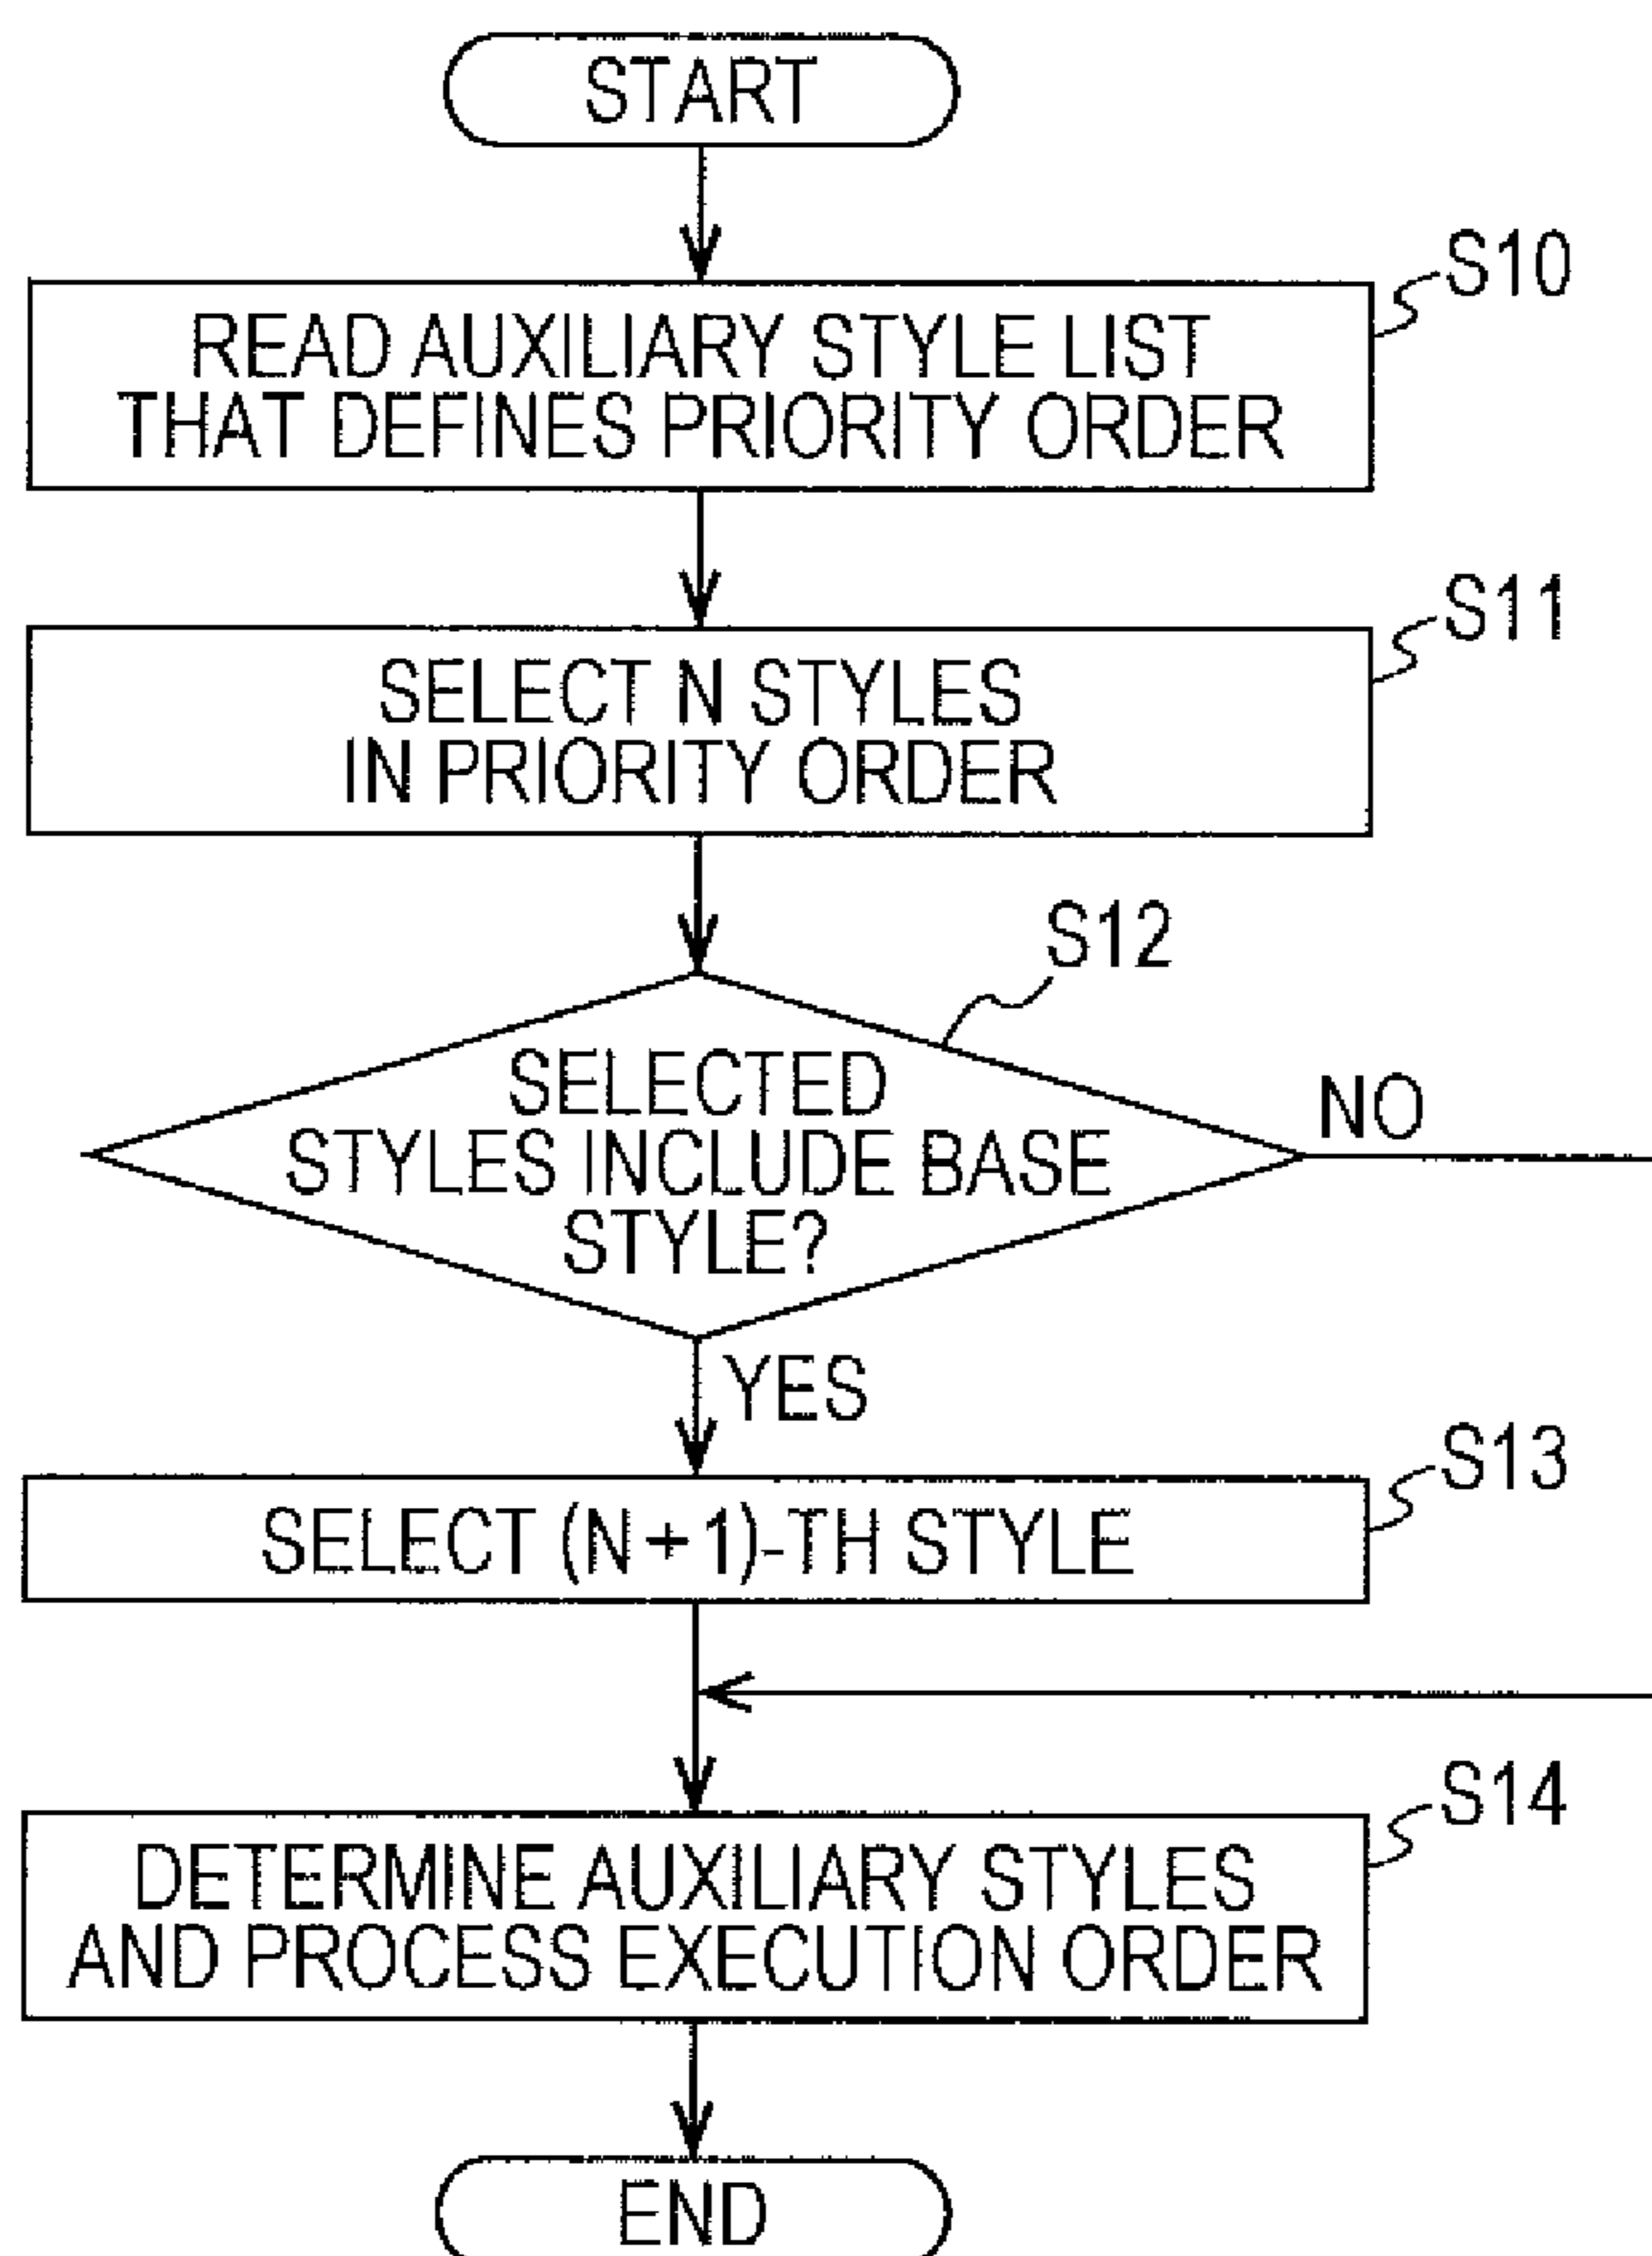 START
S10
READ AUXILIARY STYLE LIST
THAT DEFINES PRIORITY ORDER
S11
SELECT N STYLES
IN PRIORITY ORDER
S12
SELECTED
STYLES INCLUDE BASE
STYLE?
NO
YES
S13
SELECT (N + 1)-TH STYLE
S14
DETERMINE AUXILIARY STYLES
AND PROCESS EXECUTION ORDER
END